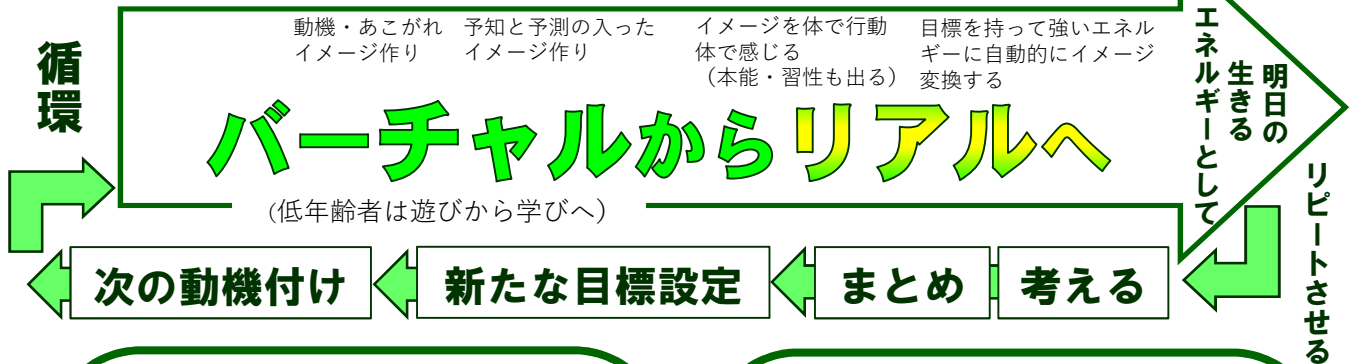 循環
動機・あこがれ
イメージ作り
予知と予測の入った
イメージ作り
イメージを体で行動
体で感じる
（本能・習性も出る）
目標を持って強いエネル
ギーに自動的にイメージ
変換する
バーチャルからリアルへ
(低年齢者は遊びから学びへ）
明日の
生きる
エネルギーとして
リピートさせる
考える
まとめ
新たな目標設定
次の動機付け